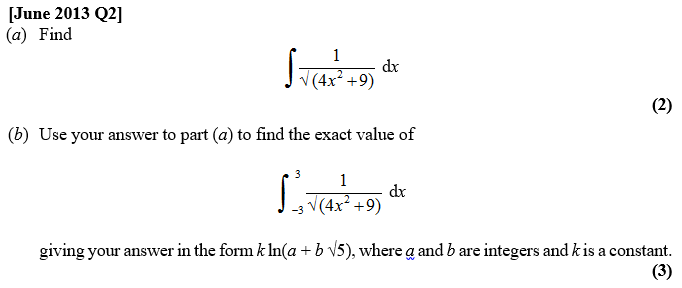 [June 2013 Q2]
(a) Find
∫ 1/√(4x² +9) dx
(2)
(b) Use your answer to part (a) to find the exact value of
∫₋₃³ 1/√(4x² +9) dx
giving your answer in the form k ln(a + b √5), where a and b are integers and k is a constant.
(3)